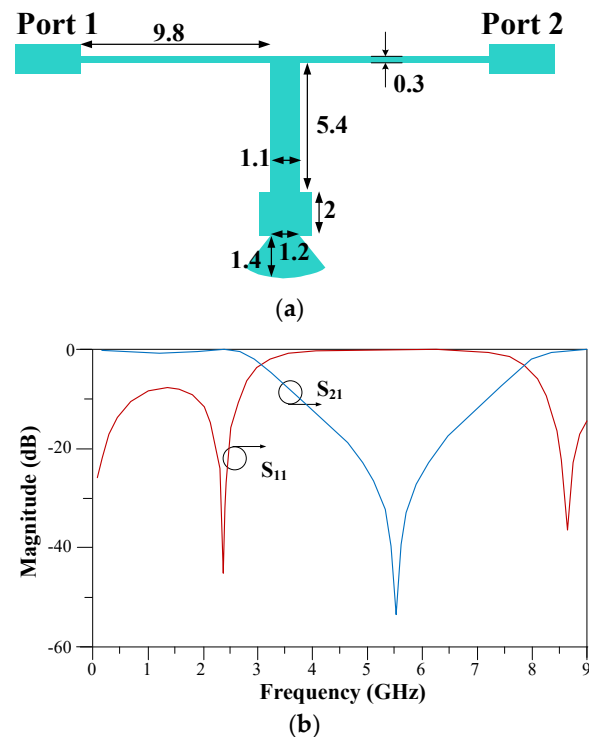 Port 1
Port 2
9.8
0.3
5.4
1.1
2
1.2
1.4
(a)
0
-20
-40
-60
Magnitude (dB)
S21
S11
0 1 2 3 4 5 6 7 8 9
Frequency (GHz)
(b)